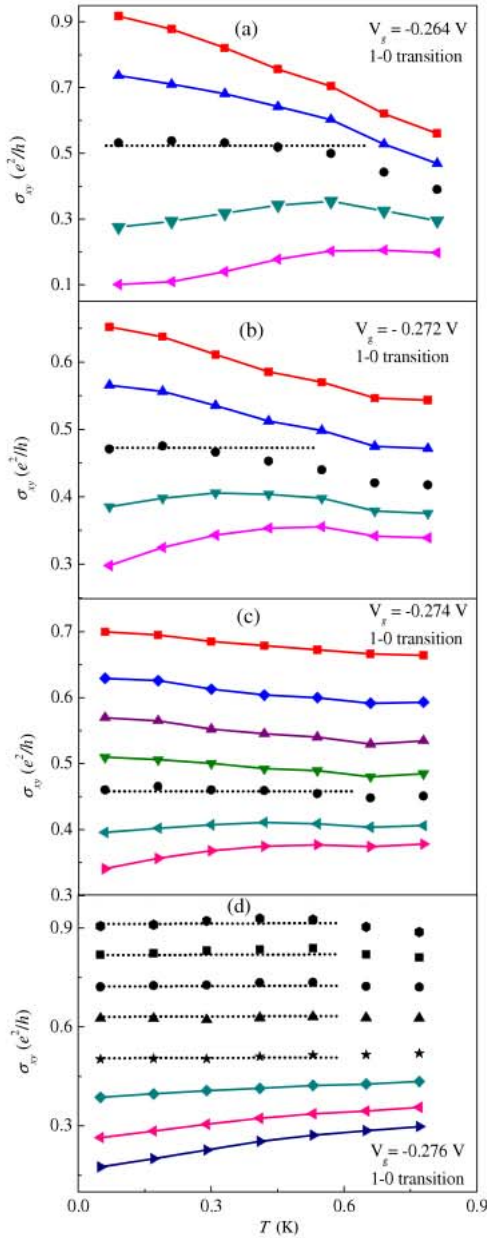 (a)
V_g = -0.264 V
1-0 transition
0.9
0.7
0.5
0.3
0.1
σ_xy (e²/h)
(b)
V_g = - 0.272 V
1-0 transition
0.6
0.5
0.4
0.3
σ_xy (e²/h)
(c)
V_g = -0.274 V
1-0 transition
0.7
0.6
0.5
0.4
0.3
σ_xy (e²/h)
(d)
0.9
0.6
0.3
σ_xy (e²/h)
V_g = -0.276 V
1-0 transition
0.0 0.3 0.6 0.9
T (K)